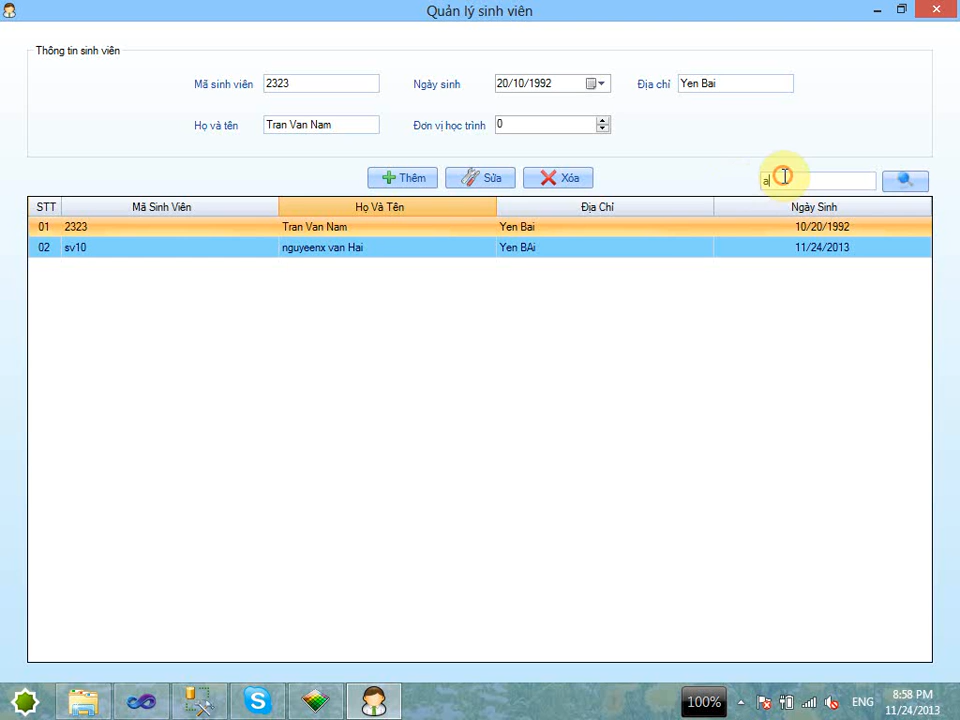 Quản lý sinh viên
Thông tin sinh viên
Mã sinh viên 2323 Ngày sinh 20/10/1992 Địa chỉ Yen Bai
Họ và tên Tran Van Nam Đơn vị học trình 0
Thêm Sửa Xóa a
STT Mã Sinh Viên Họ Và Tên Địa Chỉ Ngày Sinh
01 2323 Tran Van Nam Yen Bai 10/20/1992
02 sv10 nguyeenx van Hai Yen BAi 11/24/2013
100% ENG 8:58 PM
11/24/2013